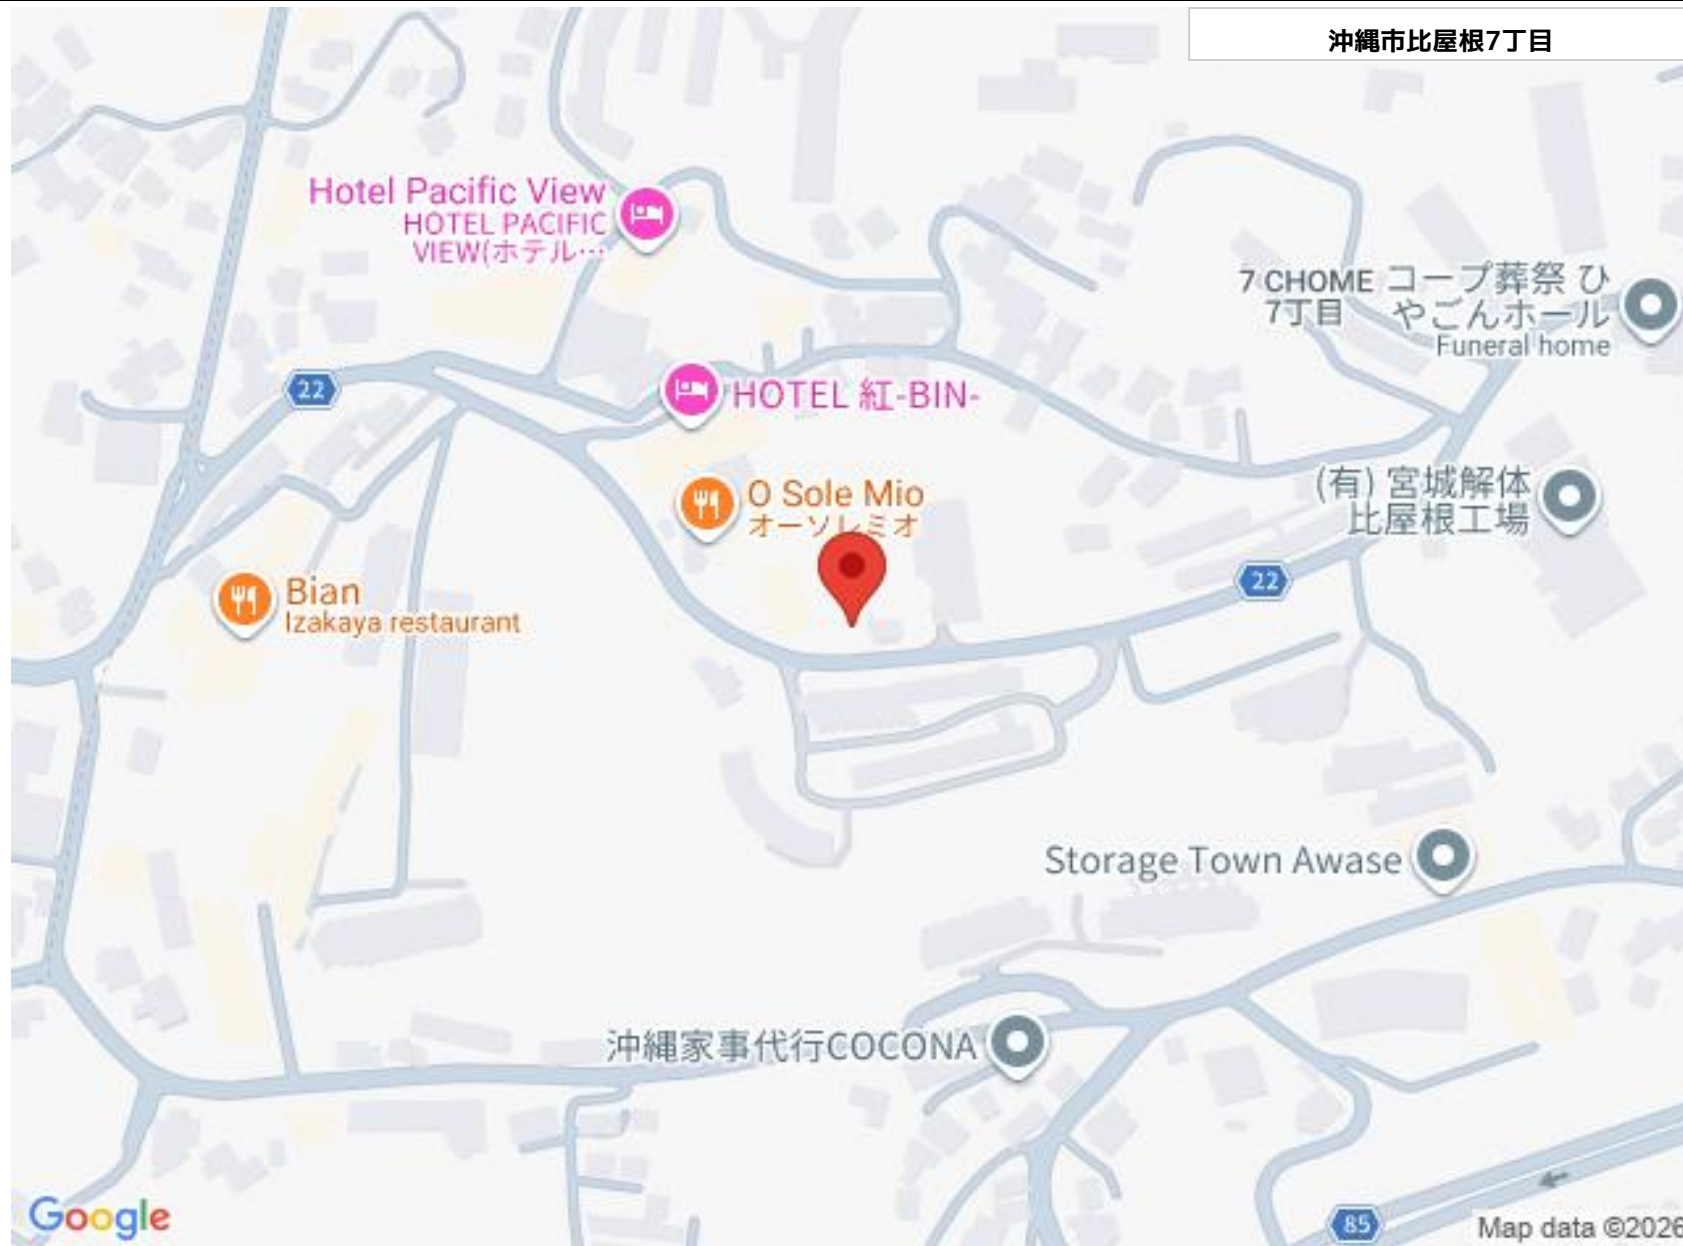 沖縄市比屋根7丁目
Hotel Pacific View
HOTEL PACIFIC
VIEW(ホテル…
7 CHOME
7丁目
コープ葬祭 ひ
やごんホール
Funeral home
22
HOTEL 紅-BIN-
O Sole Mio
オーソレミオ
(有) 宮城解体
比屋根工場
22
Bian
Izakaya restaurant
Storage Town Awase
沖縄家事代行COCONA
85
Google
Map data ©2026